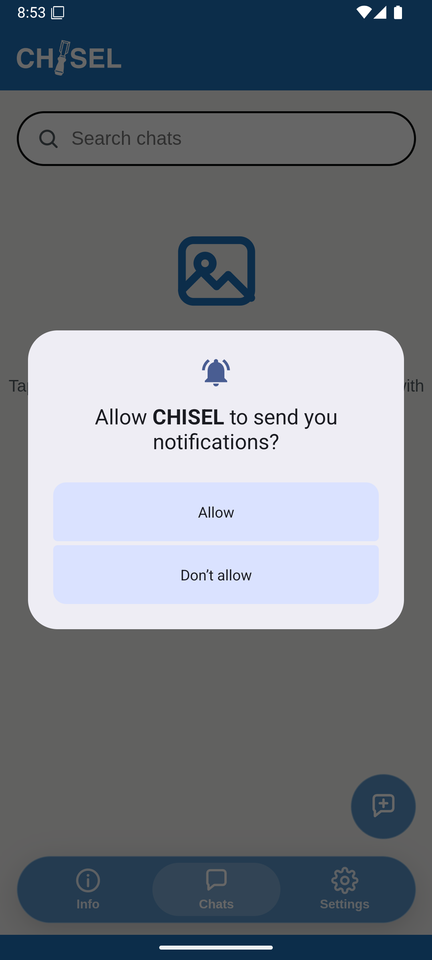 8:53
CHISEL
Search chats
Allow CHISEL to send you
notifications?
Allow
Don’t allow
Info
Chats
Settings